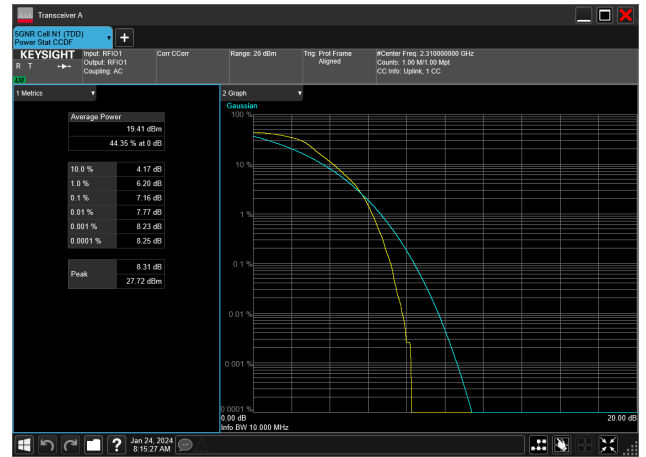 Transceiver A
5GNR Cell N1 (TDD)
Power Stat CCDF
KEYSIGHT
R T
LXI
Input: RFIO1
Output: RFIO1
Coupling: AC
Corr CCorr
Range: 20 dBm
Trig: Prot Frame
Aligned
#Center Freq: 2.310000000 GHz
Counts: 1.00 M/1.00 Mpt
CC Info: Uplink, 1 CC
1 Metrics
Average Power
19.41 dBm
44.35 % at 0 dB
10.0 % 4.17 dB
1.0 % 6.20 dB
0.1 % 7.16 dB
0.01 % 7.77 dB
0.001 % 8.23 dB
0.0001 % 8.25 dB
Peak
8.31 dB
27.72 dBm
2 Graph
Gaussian
100 %
10 %
1 %
0.1 %
0.01 %
0.001 %
0.0001 %
0.00 dB
20.00 dB
Info BW 10.000 MHz
?
Jan 24, 2024
8:15:27 AM